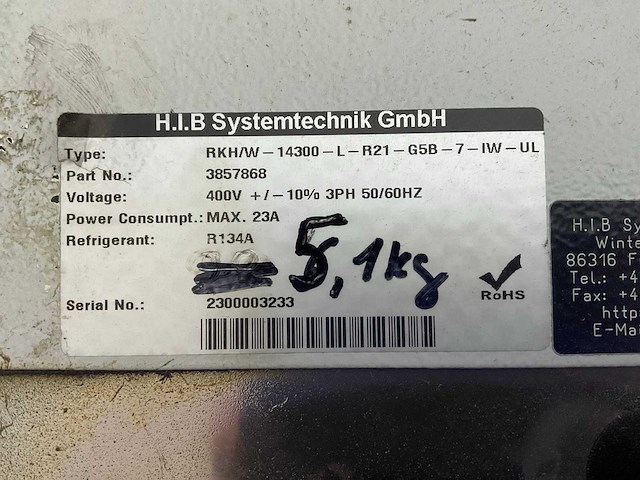 H.I.B Systemtechnik GmbH
Type: RKH/W-14300-L-R21-G5B-7-IW-UL
Part No.: 3857868
Voltage: 400V +/-10% 3PH 50/60HZ
Power Consumpt.: MAX. 23A
Refrigerant: R134A
5,1kg
RoHS
Serial No.: 2300003233
H.I.B Sy
Winte
86316 F
Tel.: +4
Fax: +4
http
E-Mai